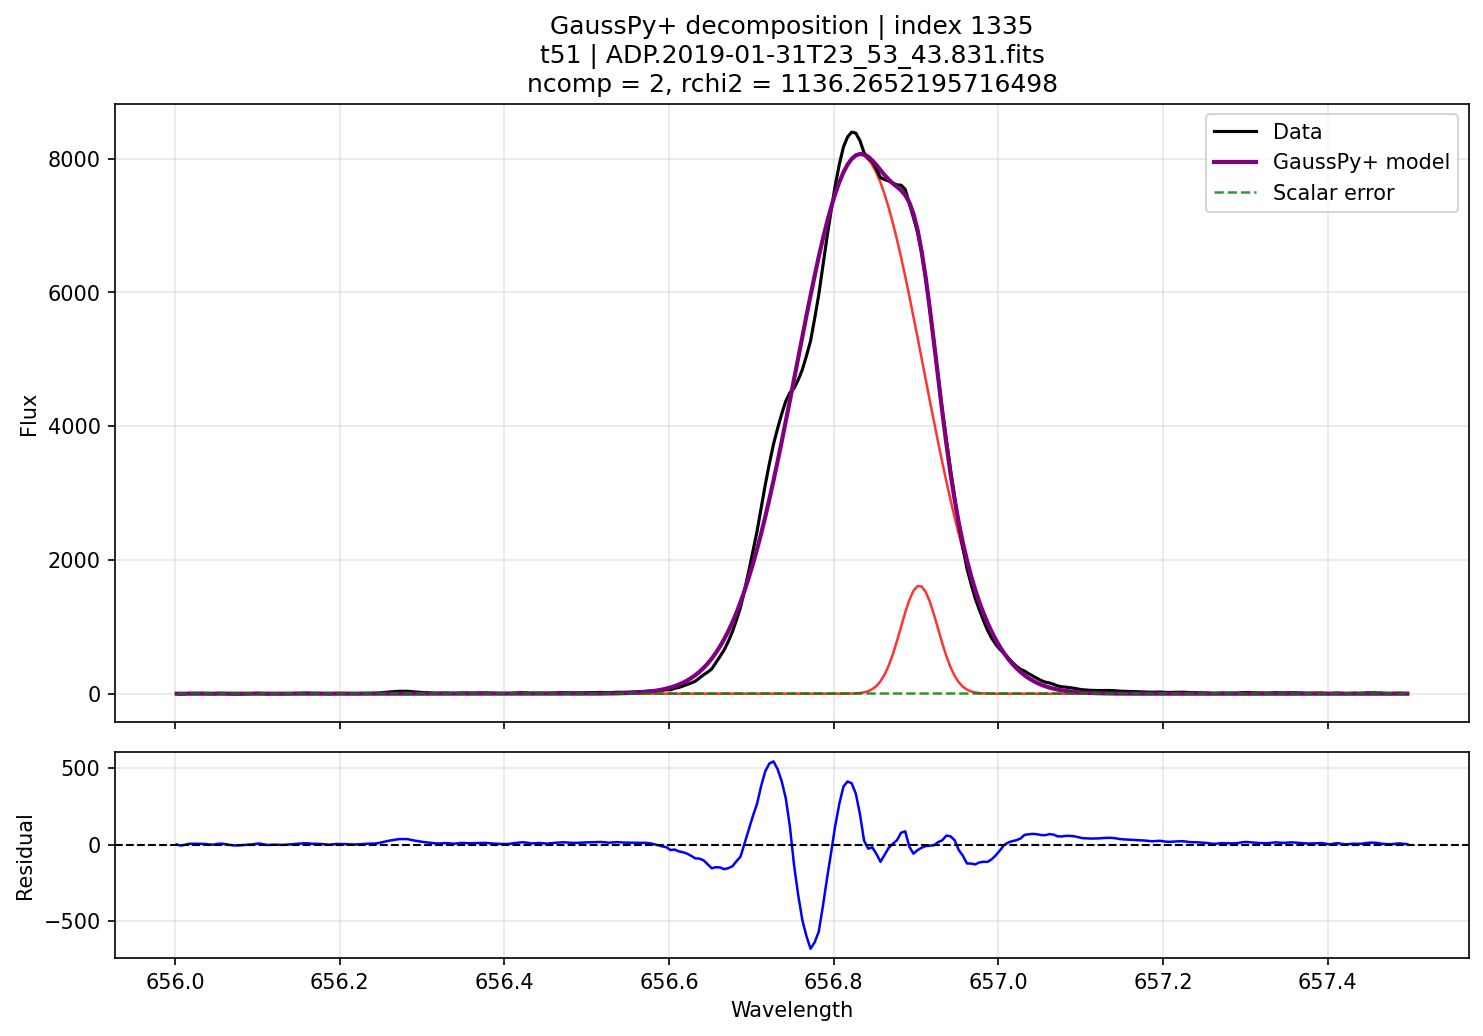 GaussPy+ decomposition | index 1335
t51 | ADP.2019-01-31T23_53_43.831.fits
ncomp = 2, rchi2 = 1136.2652195716498
Data
GaussPy+ model
Scalar error
8000
6000
4000
2000
0
Flux
500
0
−500
Residual
656.0
656.2
656.4
656.6
656.8
657.0
657.2
657.4
Wavelength